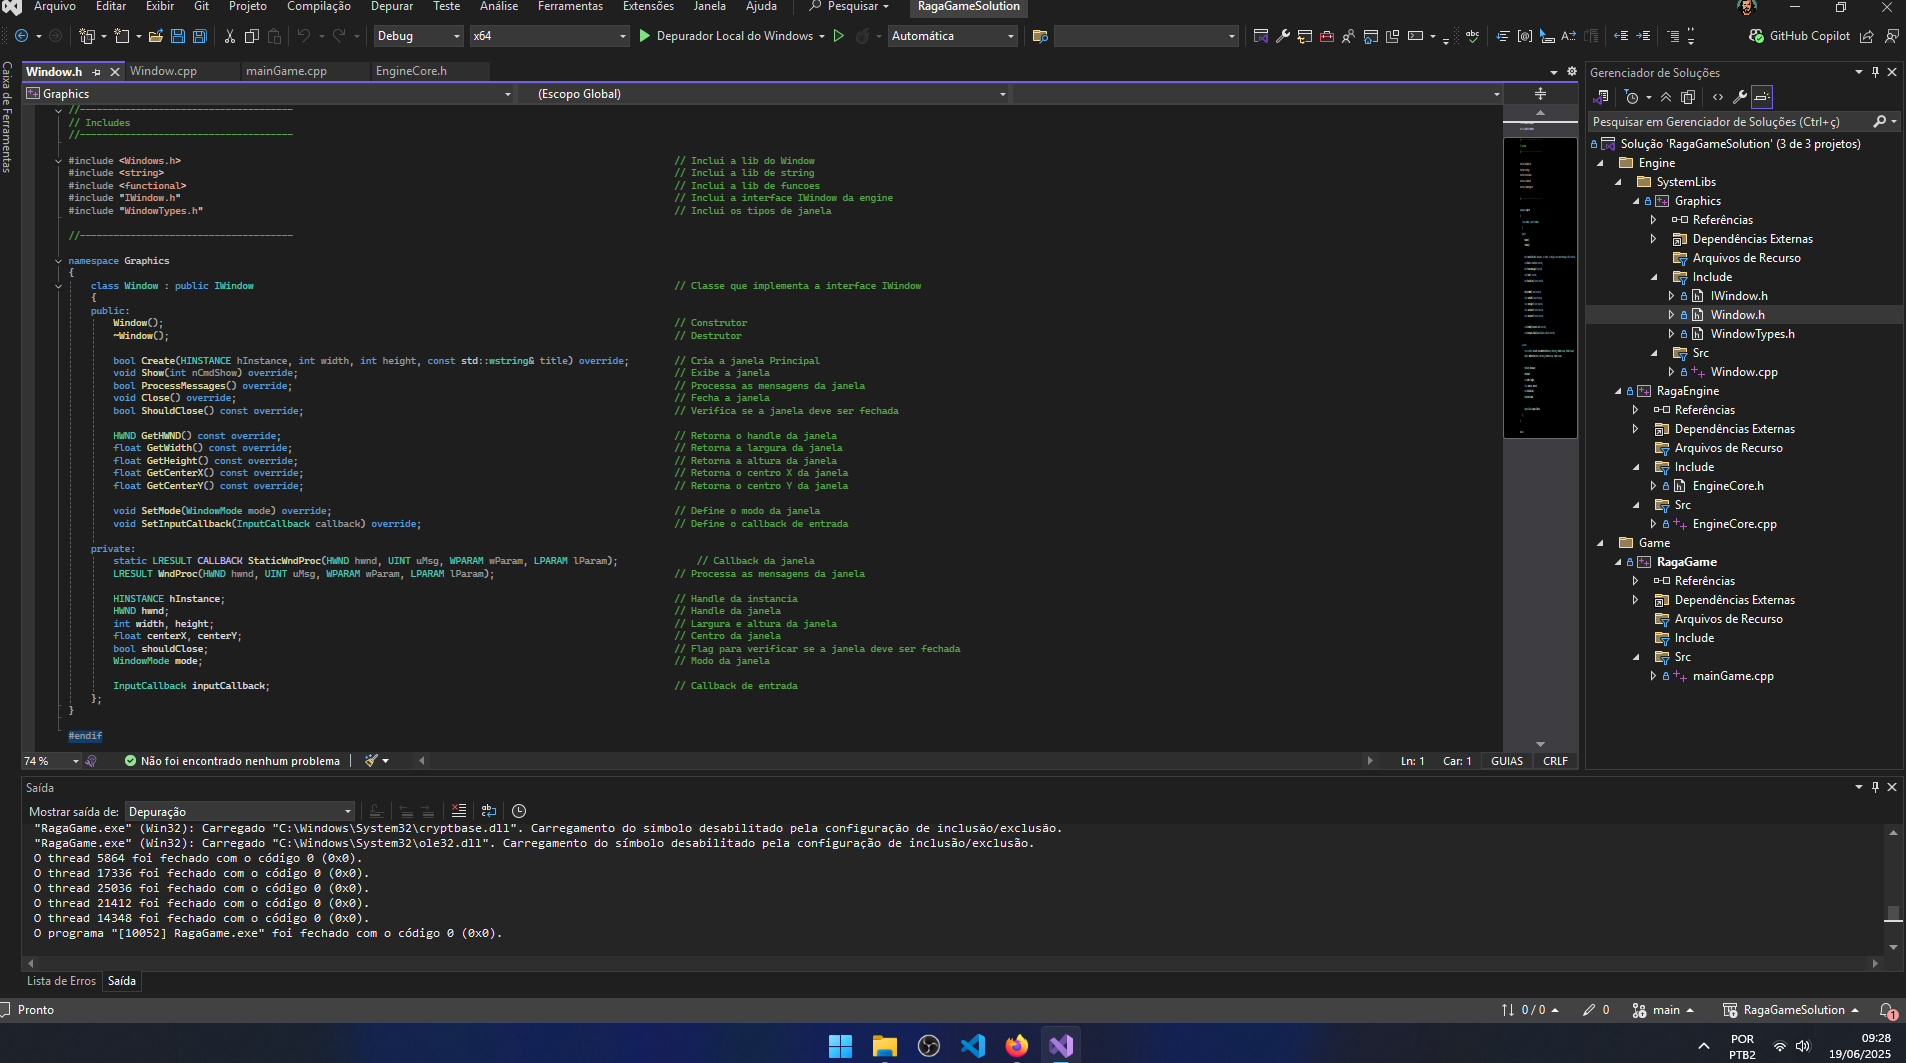 Arquivo Editar Exibir Git Projeto Compilação Depurar Teste Análise Ferramentas Extensões Janela Ajuda Pesquisar RagaGameSolution
Debug x64 Depurador Local do Windows Automática GitHub Copilot
Caixa de Ferramentas
Window.h Window.cpp mainGame.cpp EngineCore.h
Graphics (Escopo Global)
//--------------------------------------
// Includes
//--------------------------------------
#include <Windows.h> // Inclui a lib do Window
#include <string> // Inclui a lib de string
#include <functional> // Inclui a lib de funcoes
#include "IWindow.h" // Inclui a interface IWindow da engine
#include "WindowTypes.h" // Inclui os tipos de janela
//--------------------------------------
namespace Graphics
{
class Window : public IWindow // Classe que implementa a interface IWindow
{
public:
Window(); // Construtor
~Window(); // Destrutor
bool Create(HINSTANCE hInstance, int width, int height, const std::wstring& title) override; // Cria a janela Principal
void Show(int nCmdShow) override; // Exibe a janela
bool ProcessMessages() override; // Processa as mensagens da janela
void Close() override; // Fecha a janela
bool ShouldClose() const override; // Verifica se a janela deve ser fechada
HWND GetHWND() const override; // Retorna o handle da janela
float GetWidth() const override; // Retorna a largura da janela
float GetHeight() const override; // Retorna a altura da janela
float GetCenterX() const override; // Retorna o centro X da janela
float GetCenterY() const override; // Retorna o centro Y da janela
void SetMode(WindowMode mode) override; // Define o modo da janela
void SetInputCallback(InputCallback callback) override; // Define o callback de entrada
private:
static LRESULT CALLBACK StaticWndProc(HWND hwnd, UINT uMsg, WPARAM wParam, LPARAM lParam); // Callback da janela
LRESULT WndProc(HWND hwnd, UINT uMsg, WPARAM wParam, LPARAM lParam); // Processa as mensagens da janela
HINSTANCE hInstance; // Handle da instancia
HWND hwnd; // Handle da janela
int width, height; // Largura e altura da janela
float centerX, centerY; // Centro da janela
bool shouldClose; // Flag para verificar se a janela deve ser fechada
WindowMode mode; // Modo da janela
InputCallback inputCallback; // Callback de entrada
};
}
#endif
74 % Não foi encontrado nenhum problema Ln: 1 Car: 1 GUIAS CRLF
Gerenciador de Soluções
Pesquisar em Gerenciador de Soluções (Ctrl+ç)
Solução 'RagaGameSolution' (3 de 3 projetos)
Engine
SystemLibs
Graphics
Referências
Dependências Externas
Arquivos de Recurso
Include
IWindow.h
Window.h
WindowTypes.h
Src
Window.cpp
RagaEngine
Referências
Dependências Externas
Arquivos de Recurso
Include
EngineCore.h
Src
EngineCore.cpp
Game
RagaGame
Referências
Dependências Externas
Arquivos de Recurso
Include
Src
mainGame.cpp
Saída
Mostrar saída de: Depuração
"RagaGame.exe" (Win32): Carregado "C:\Windows\System32\cryptbase.dll". Carregamento do símbolo desabilitado pela configuração de inclusão/exclusão.
"RagaGame.exe" (Win32): Carregado "C:\Windows\System32\ole32.dll". Carregamento do símbolo desabilitado pela configuração de inclusão/exclusão.
O thread 5864 foi fechado com o código 0 (0x0).
O thread 17336 foi fechado com o código 0 (0x0).
O thread 25036 foi fechado com o código 0 (0x0).
O thread 21412 foi fechado com o código 0 (0x0).
O thread 14348 foi fechado com o código 0 (0x0).
O programa "[10052] RagaGame.exe" foi fechado com o código 0 (0x0).
Lista de Erros Saída
Pronto 0 / 0 0 main RagaGameSolution 1
POR
PTB2
09:28
19/06/2025